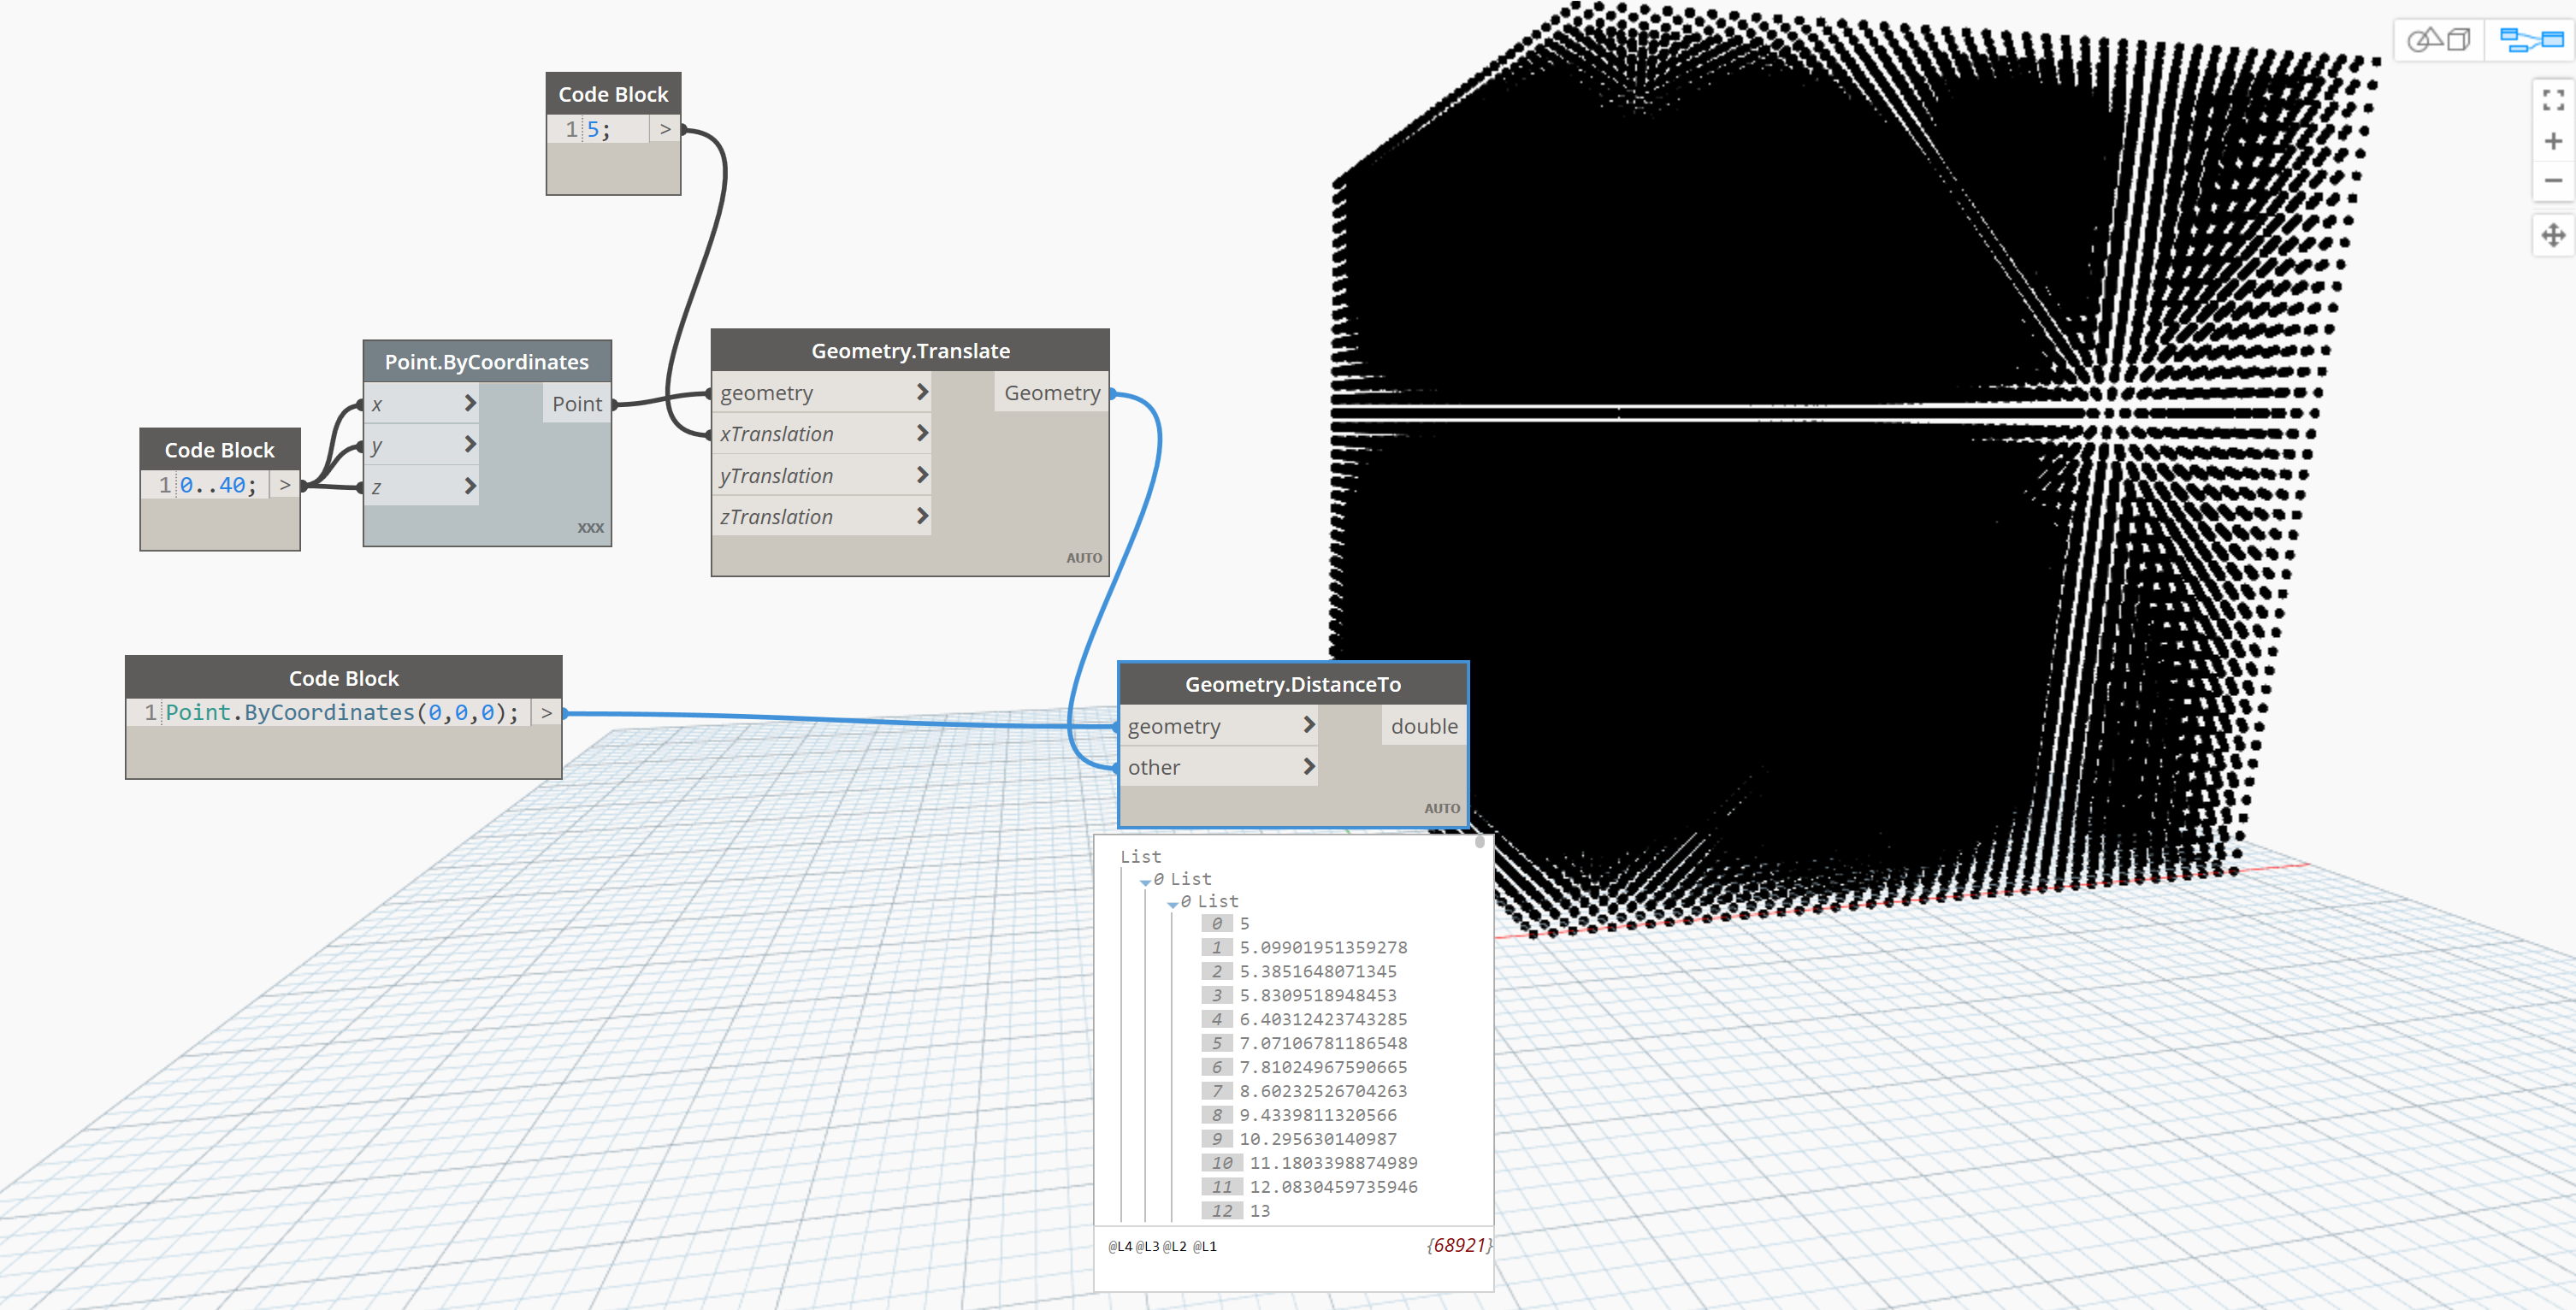 Code Block
1 5; >
Point.ByCoordinates
x > Point
y >
z >
xxx
Geometry.Translate
geometry > Geometry
xTranslation >
yTranslation >
zTranslation >
AUTO
Code Block
1 0..40; >
Code Block
1 Point.ByCoordinates(0,0,0); >
Geometry.DistanceTo
geometry > double
other >
AUTO
List
0 List
0 List
0 5
1 5.09901951359278
2 5.3851648071345
3 5.8309518948453
4 6.40312423743285
5 7.07106781186548
6 7.81024967590665
7 8.60232526704263
8 9.4339811320566
9 10.295630140987
10 11.1803398874989
11 12.0830459735946
12 13
@L4 @L3 @L2 @L1 {68921}